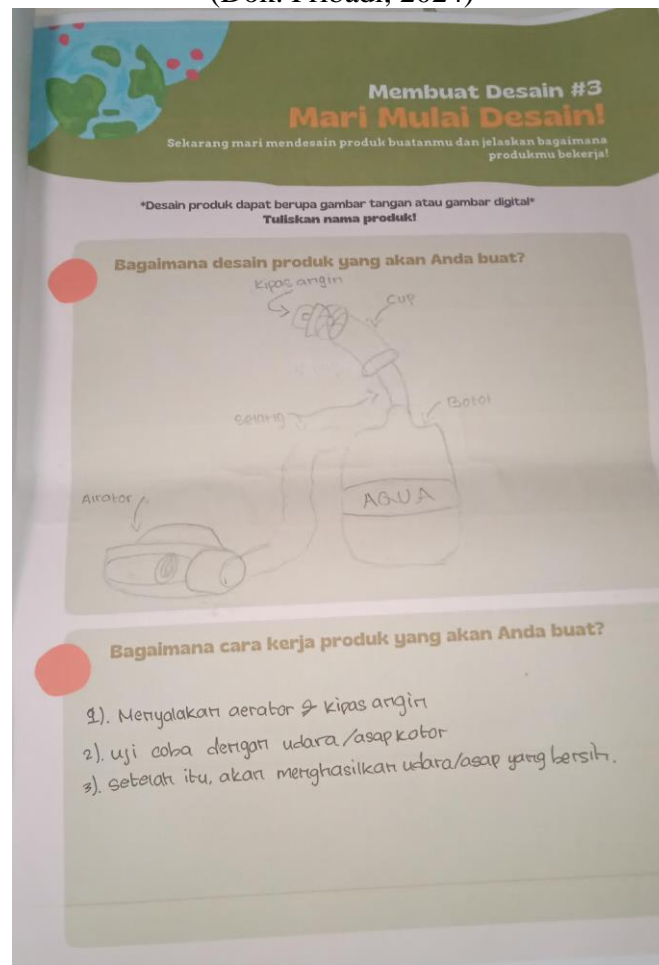 (Dok. Pribadi, 2024)
Membuat Desain #3
Mari Mulai Desain!
Sekarang mari mendesain produk buatanmu dan jelaskan bagaimana
produkmu bekerja!
*Desain produk dapat berupa gambar tangan atau gambar digital*
Tuliskan nama produk!
Bagaimana desain produk yang akan Anda buat?
Kipas angin
Cup
Selang
Botol
Airator
AQUA
Bagaimana cara kerja produk yang akan Anda buat?
1). Menyalakan aerator & kipas angin
2). uji coba dengan udara/asap kotor
3). setelah itu, akan menghasilkan udara/asap yang bersih.